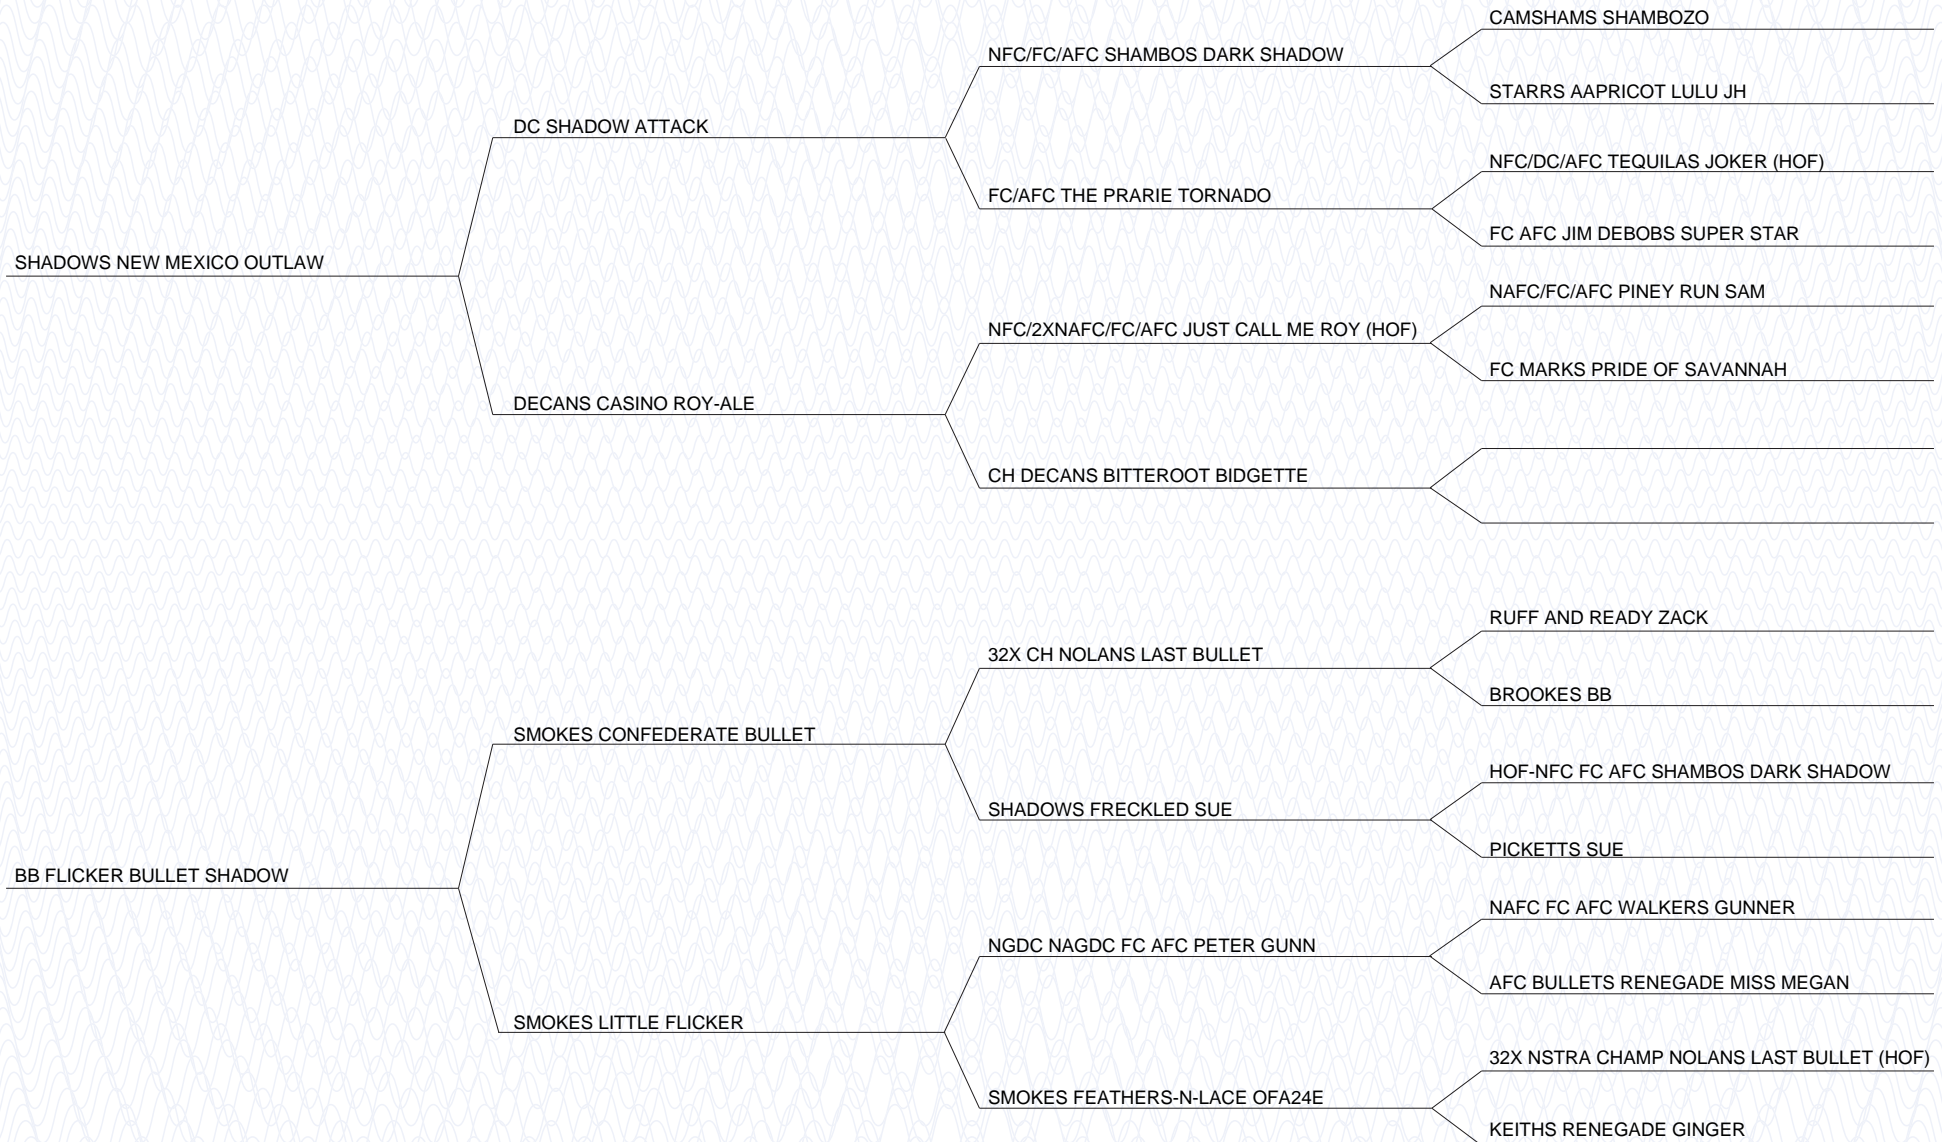 CAMSHAMS SHAMBOZO
NFC/FC/AFC SHAMBOS DARK SHADOW
STARRS AAPRICOT LULU JH
DC SHADOW ATTACK
NFC/DC/AFC TEQUILAS JOKER (HOF)
FC/AFC THE PRARIE TORNADO
FC AFC JIM DEBOBS SUPER STAR
SHADOWS NEW MEXICO OUTLAW
NAFC/FC/AFC PINEY RUN SAM
NFC/2XNAFC/FC/AFC JUST CALL ME ROY (HOF)
FC MARKS PRIDE OF SAVANNAH
DECANS CASINO ROY-ALE
CH DECANS BITTEROOT BIDGETTE
RUFF AND READY ZACK
32X CH NOLANS LAST BULLET
BROOKES BB
SMOKES CONFEDERATE BULLET
HOF-NFC FC AFC SHAMBOS DARK SHADOW
SHADOWS FRECKLED SUE
PICKETTS SUE
BB FLICKER BULLET SHADOW
NAFC FC AFC WALKERS GUNNER
NGDC NAGDC FC AFC PETER GUNN
AFC BULLETS RENEGADE MISS MEGAN
SMOKES LITTLE FLICKER
32X NSTRA CHAMP NOLANS LAST BULLET (HOF)
SMOKES FEATHERS-N-LACE OFA24E
KEITHS RENEGADE GINGER